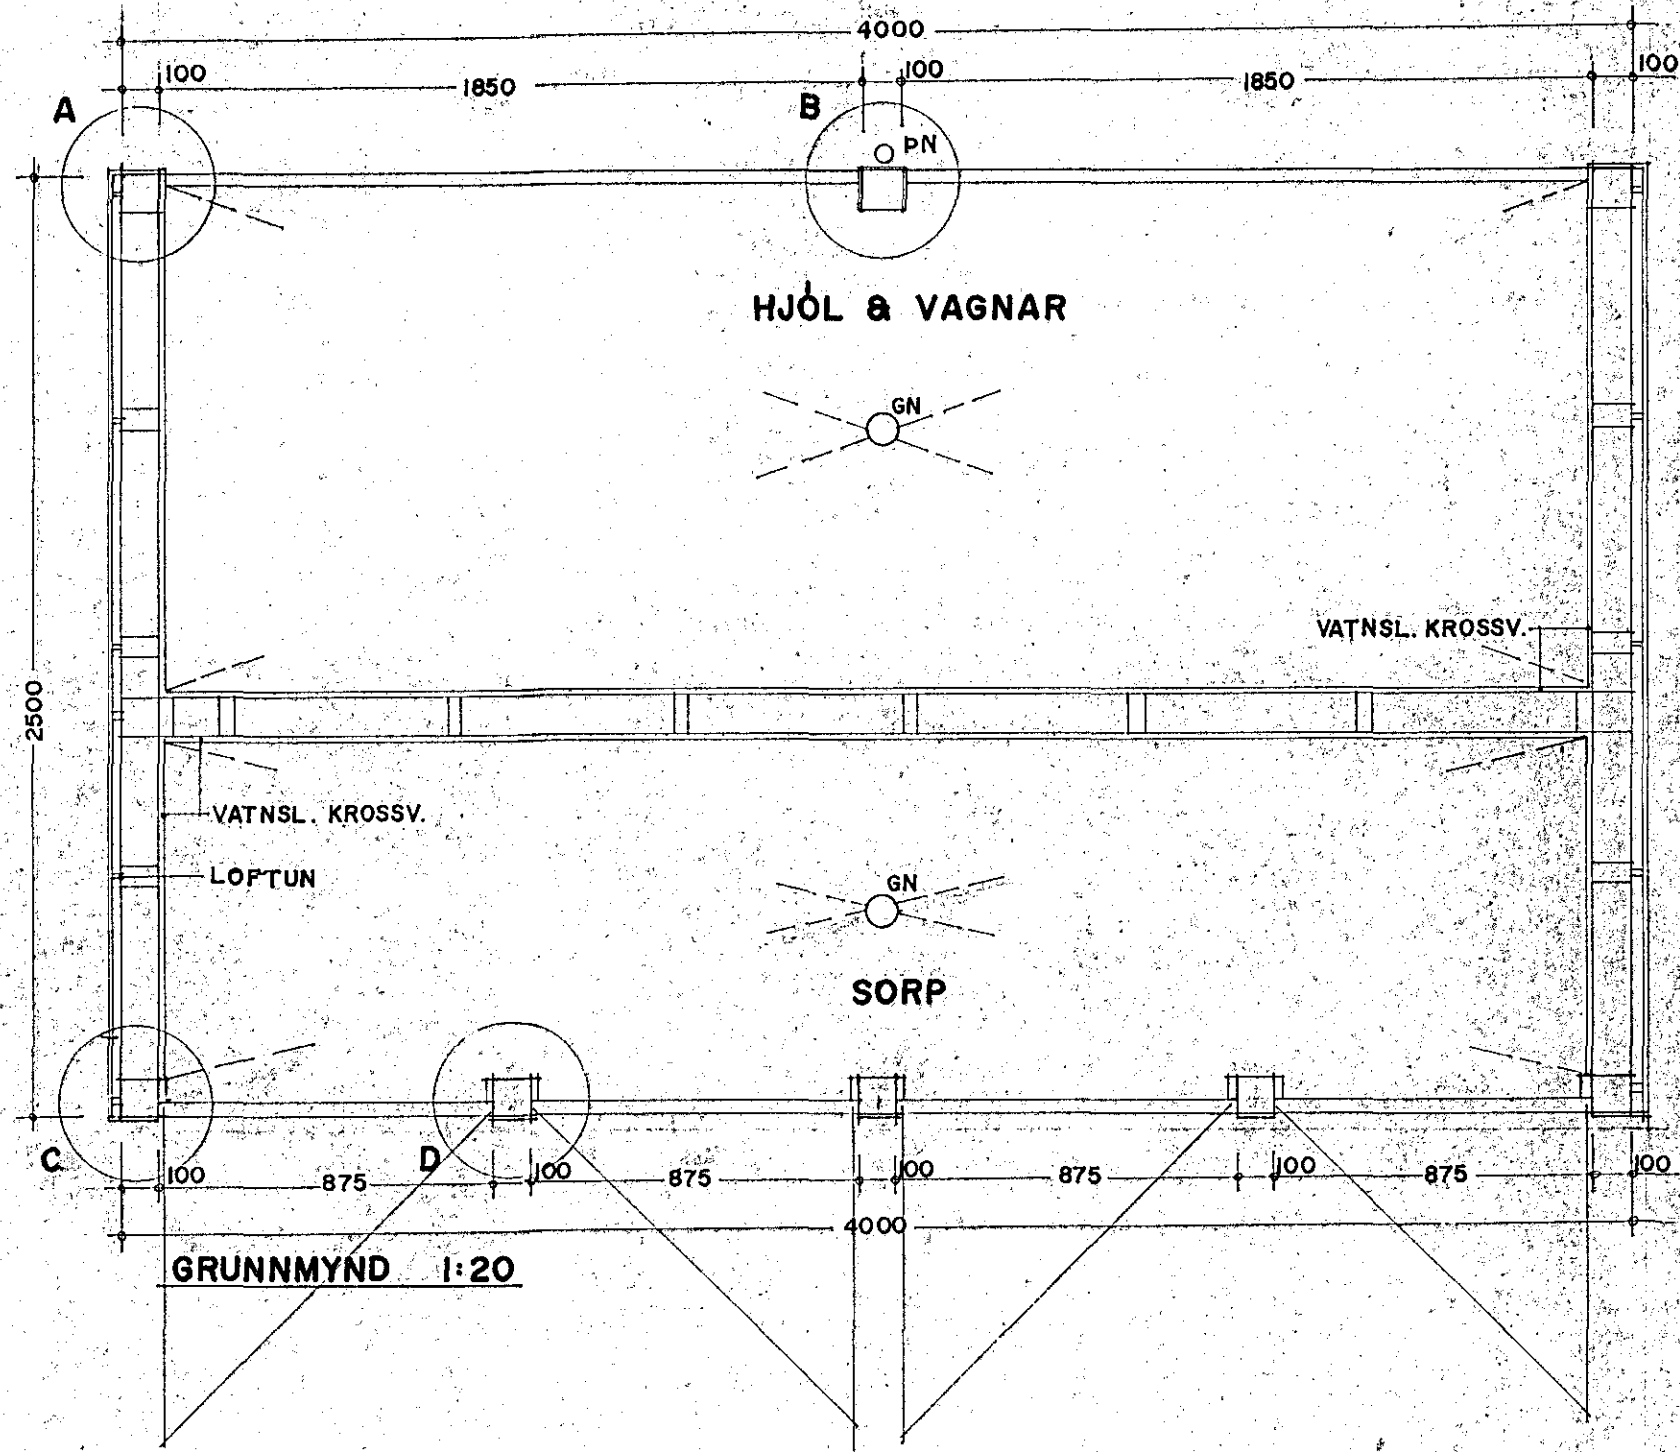 4000
100 1850 100 1850 100
A B
ÞN
HJÓL & VAGNAR
GN
VATNSL. KROSSV.
2500
VATNSL. KROSSV.
LOFTUN
GN
SORP
C D
100 875 100 875 100 875 100 875 100
4000
GRUNNMYND 1:20